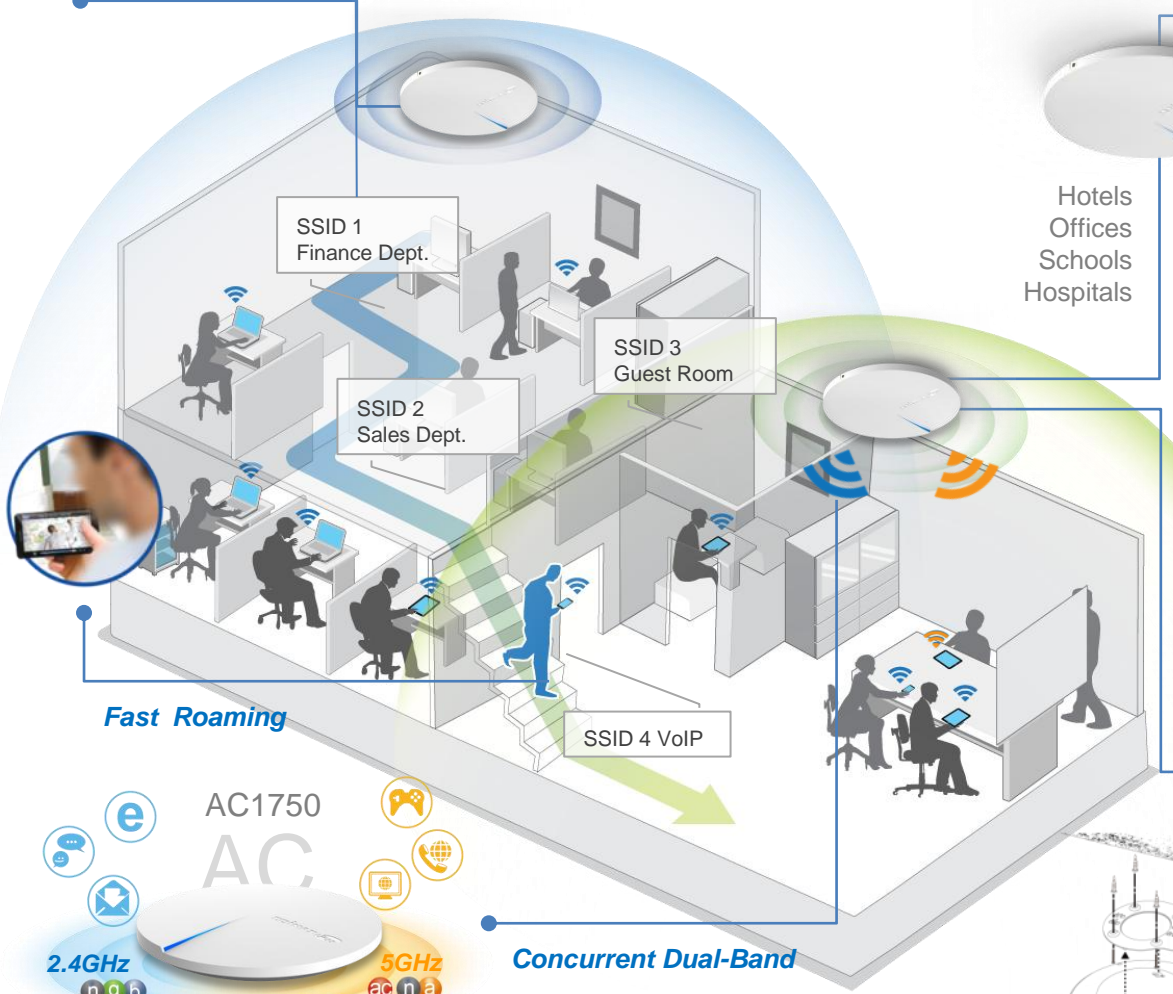 SSID 1
Finance Dept.
Hotels
Offices
Schools
Hospitals
SSID 3
Guest Room
SSID 2
Sales Dept.
Fast Roaming
SSID 4 VoIP
AC1750
AC
e
2.4GHz
5GHz
n g b
ac n a
Concurrent Dual-Band